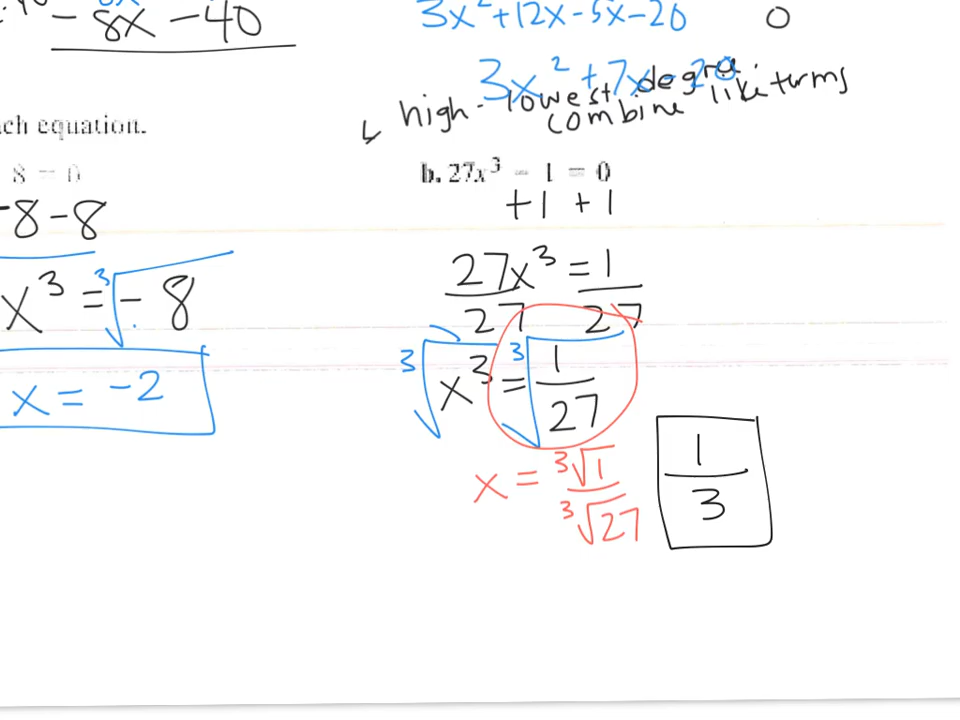 - 8x - 40
3x² + 12x - 5x - 20 0
3x² + 7x - 20
high - lowest degree
combine like terms
ch equation.
8 = 0
-8 -8
x³ = ∛-8
x = -2
b. 27x³ - 1 = 0
+1 +1
27x³ = 1
27 27
∛x³ = ∛1/27
x = ∛1/∛27
1/3